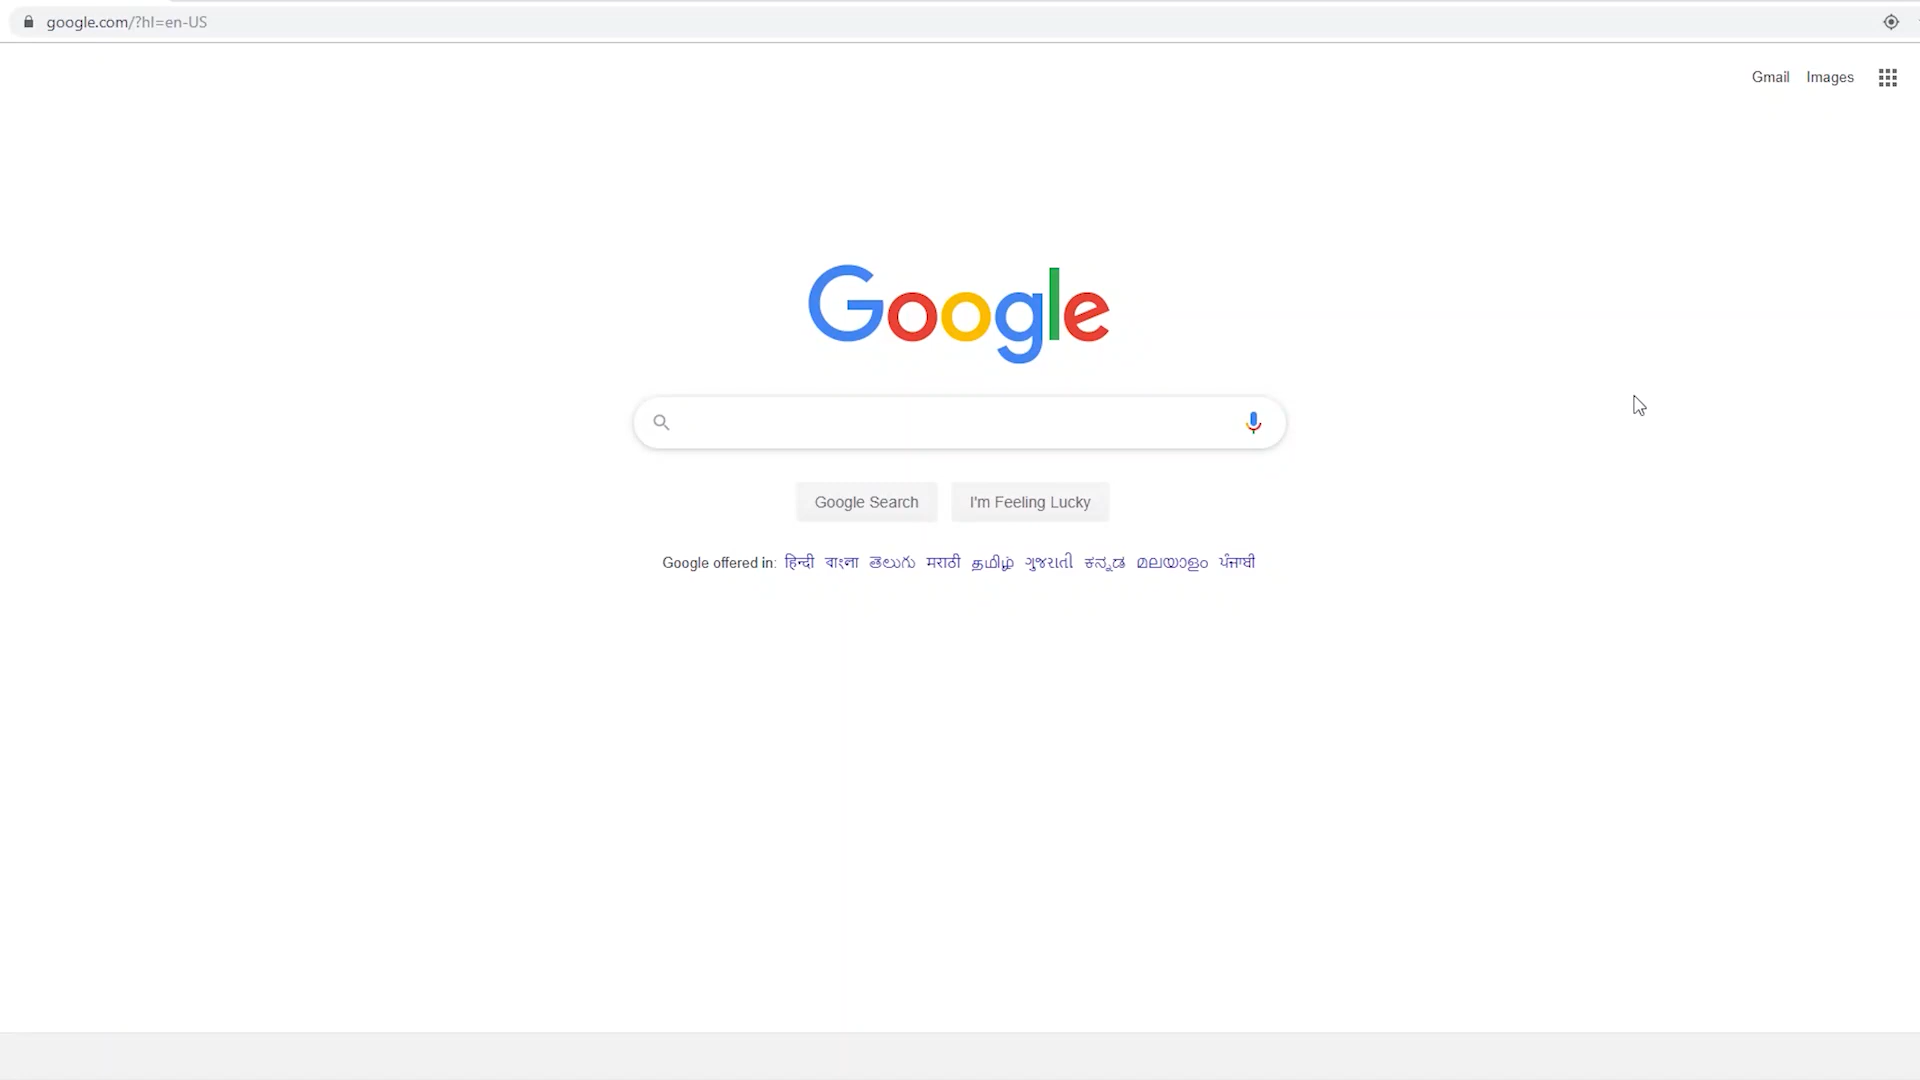 google.com/?hl=en-US
Gmail Images
Google
Google Search I'm Feeling Lucky
Google offered in: हिन्दी বাংলা తెలుగు मराठी தமிழ் ગુજરાતી ಕನ್ನಡ മലയാളം ਪੰਜਾਬੀ